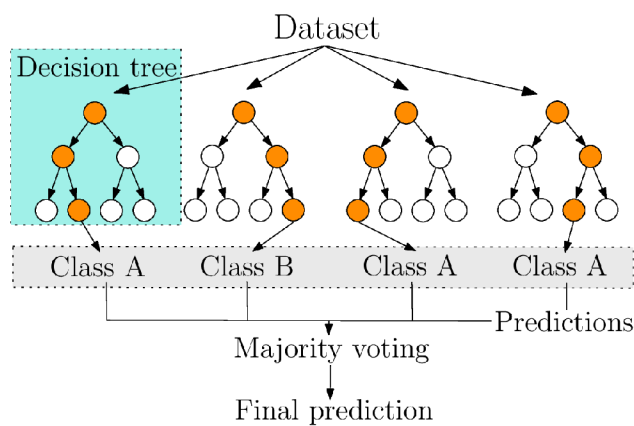 Dataset
Decision tree
Class A
Class B
Class A
Class A
Predictions
Majority voting
Final prediction